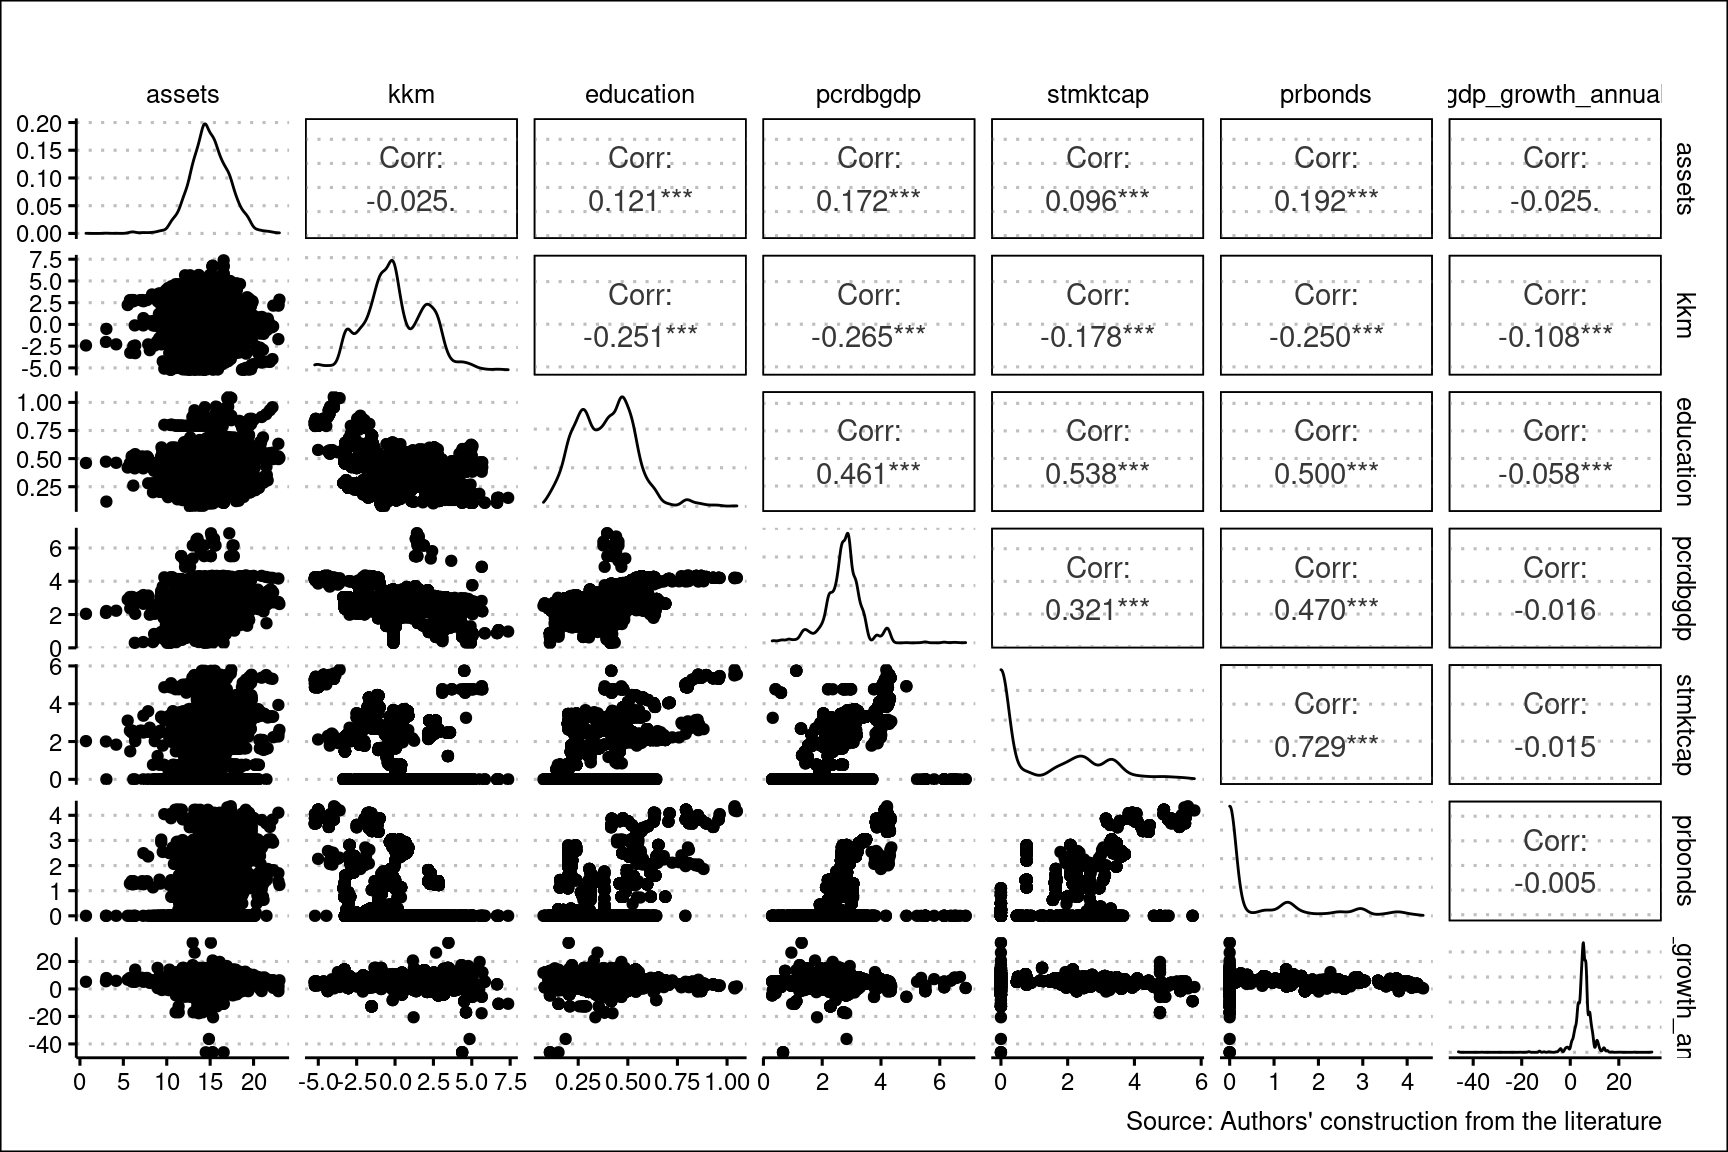 assets kkm education pcrdbgdp stmktcap prbonds gdp_growth_annual
0.20
0.15
0.10
0.05
0.00
Corr: Corr: Corr: Corr: Corr: Corr:
-0.025. 0.121*** 0.172*** 0.096*** 0.192*** -0.025.
assets
7.5
5.0
2.5
0.0
-2.5
-5.0
Corr: Corr: Corr: Corr: Corr:
-0.251*** -0.265*** -0.178*** -0.250*** -0.108***
kkm
1.00
0.75
0.50
0.25
Corr: Corr: Corr: Corr:
0.461*** 0.538*** 0.500*** -0.058***
education
6
4
2
0
Corr: Corr: Corr:
0.321*** 0.470*** -0.016
pcrdbgdp
6
4
2
0
Corr: Corr:
0.729*** -0.015
stmktcap
4
3
2
1
0
Corr:
-0.005
prbonds
20
0
-20
-40
_growth_an
0 5 10 15 20 -5.0 -2.5 0.0 2.5 5.0 7.5 0.25 0.50 0.75 1.00 0 2 4 6 0 2 4 6 0 1 2 3 4 -40 -20 0 20
Source: Authors' construction from the literature